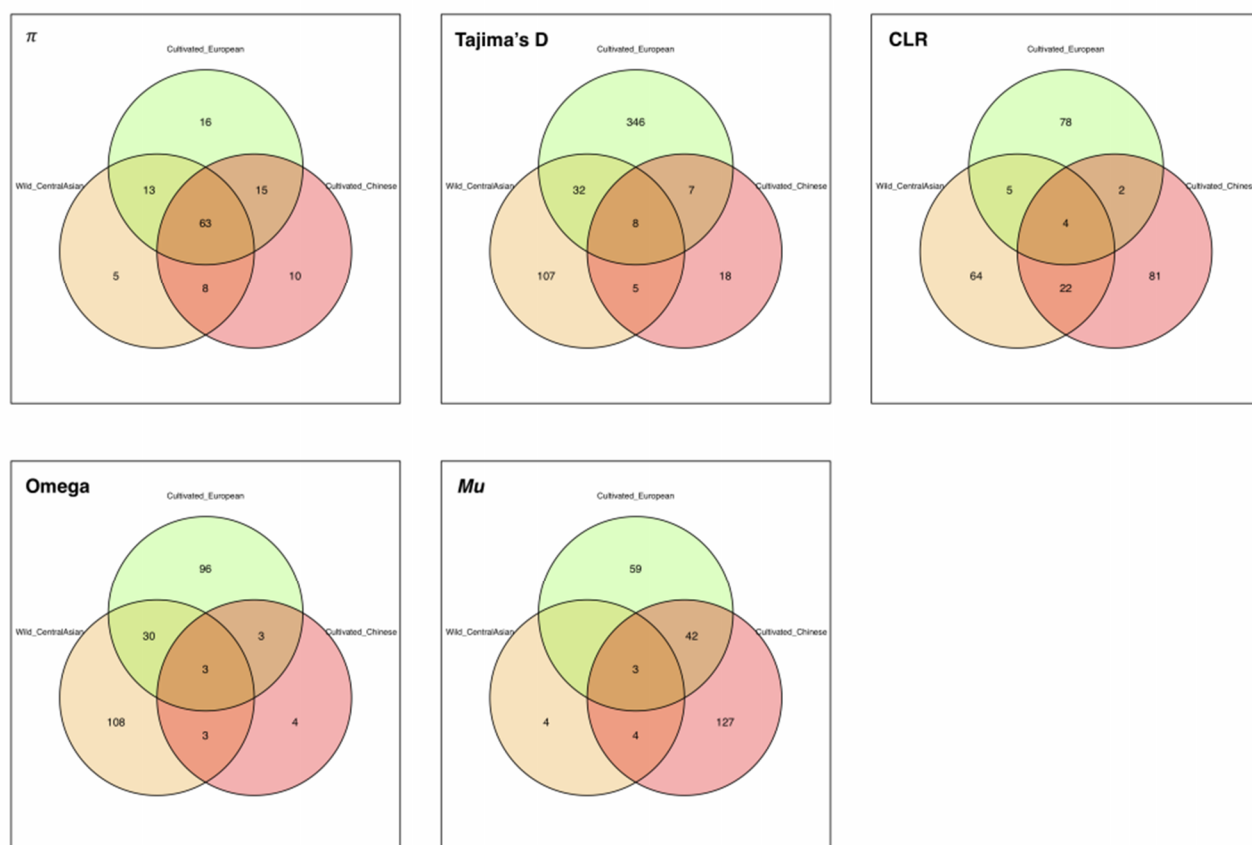 π
Cultivated_European
16
Wild_CentralAsian
13
15
Cultivated_Chinese
63
5
10
8
Tajima's D
Cultivated_European
346
Wild_CentralAsian
32
7
Cultivated_Chinese
8
107
18
5
CLR
Cultivated_European
78
Wild_CentralAsian
5
2
Cultivated_Chines
4
64
81
22
Omega
Cultivated_European
96
Wild_CentralAsian
30
3
Cultivated_Chinese
3
108
4
3
Mu
Cultivated_European
59
Wild_CentralAsian
42
Cultivated_Chinese
3
4
127
4